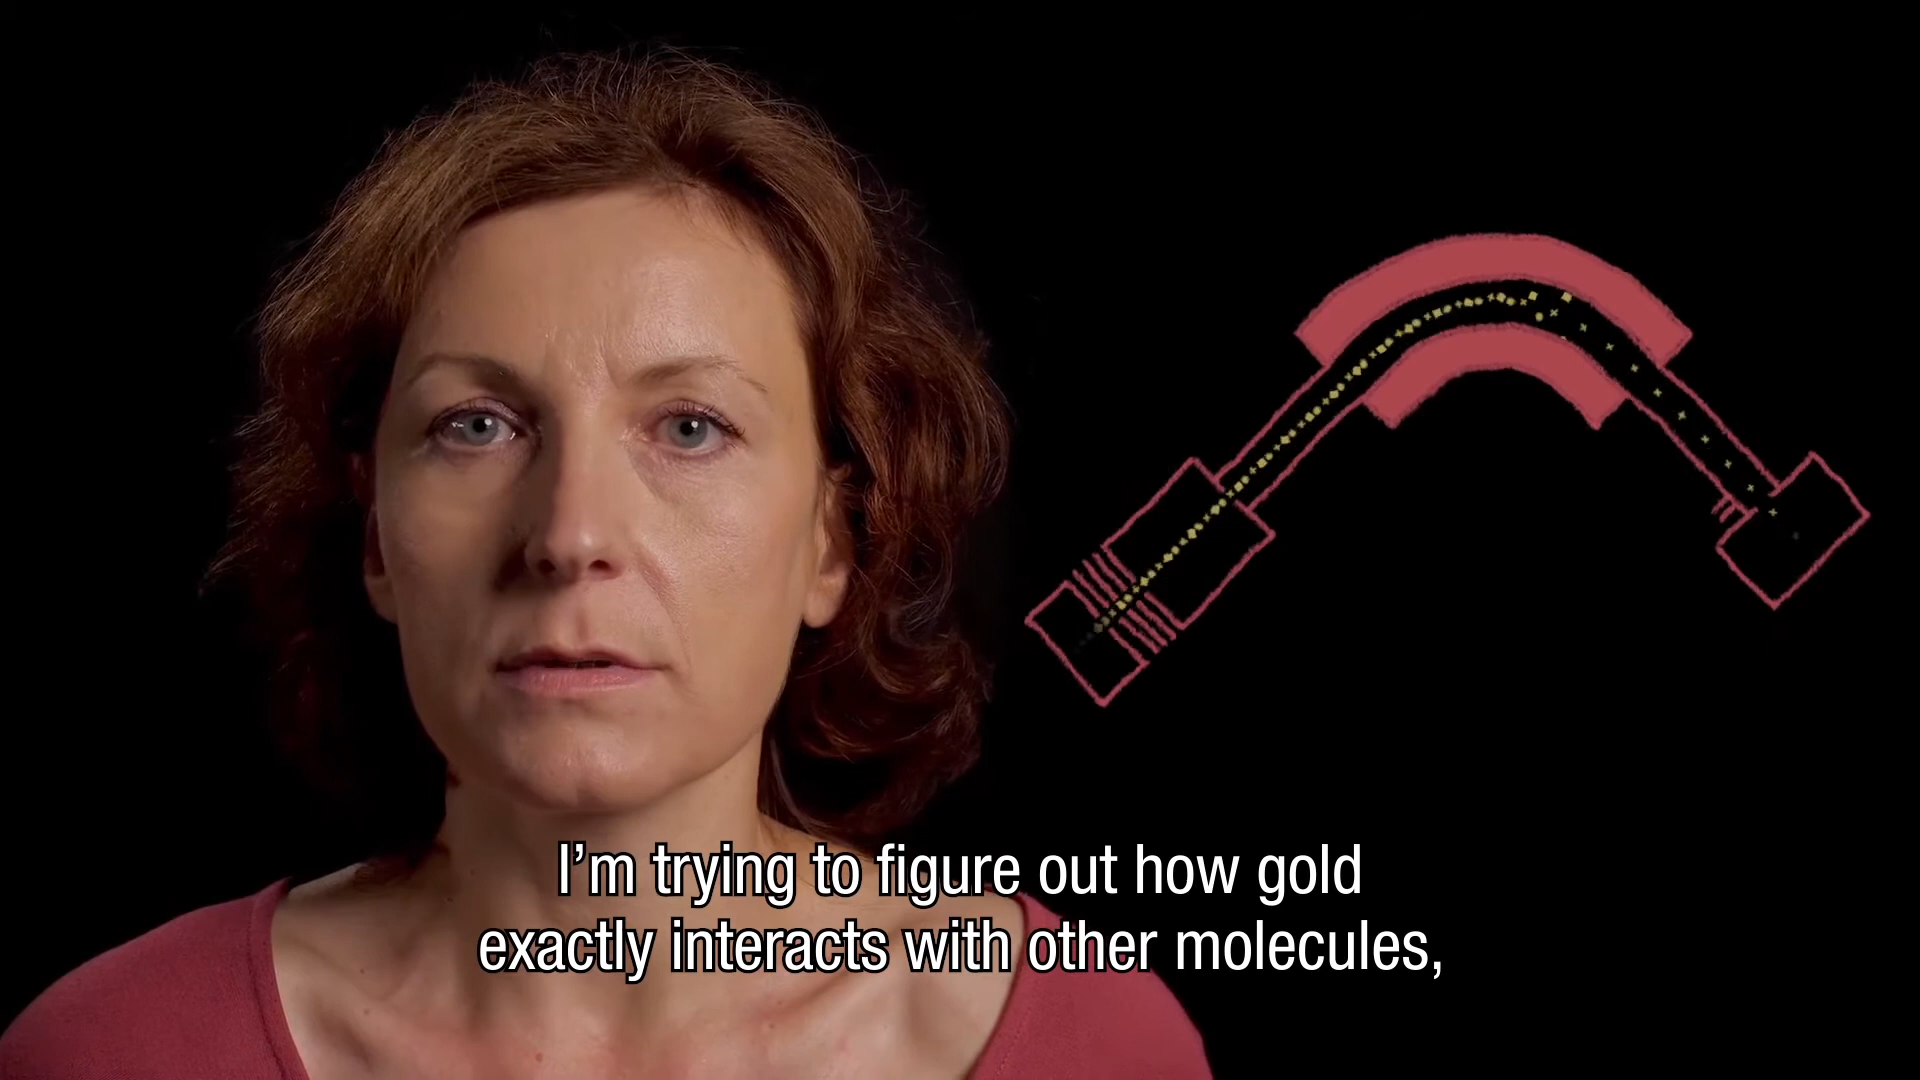 I’m trying to figure out how gold
exactly interacts with other molecules,